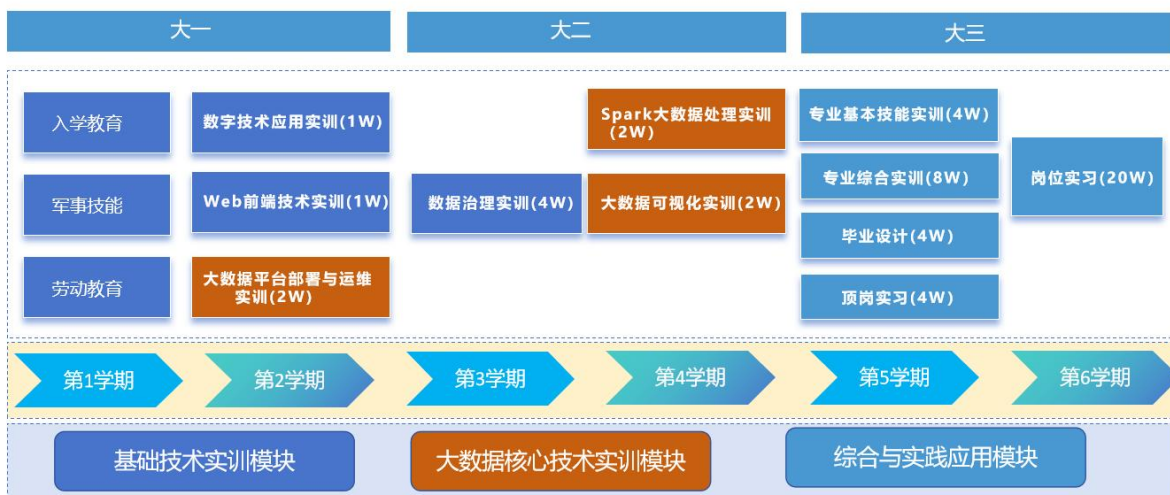 大一
大二
大三
入学教育
数字技术应用实训(1W)
Spark大数据处理实训
(2W)
专业基本技能实训(4W)
军事技能
Web前端技术实训(1W)
数据治理实训(4W)
大数据可视化实训(2W)
专业综合实训(8W)
岗位实习(20W)
毕业设计(4W)
劳动教育
大数据平台部署与运维
实训(2W)
顶岗实习(4W)
第1学期
第2学期
第3学期
第4学期
第5学期
第6学期
基础技术实训模块
大数据核心技术实训模块
综合与实践应用模块